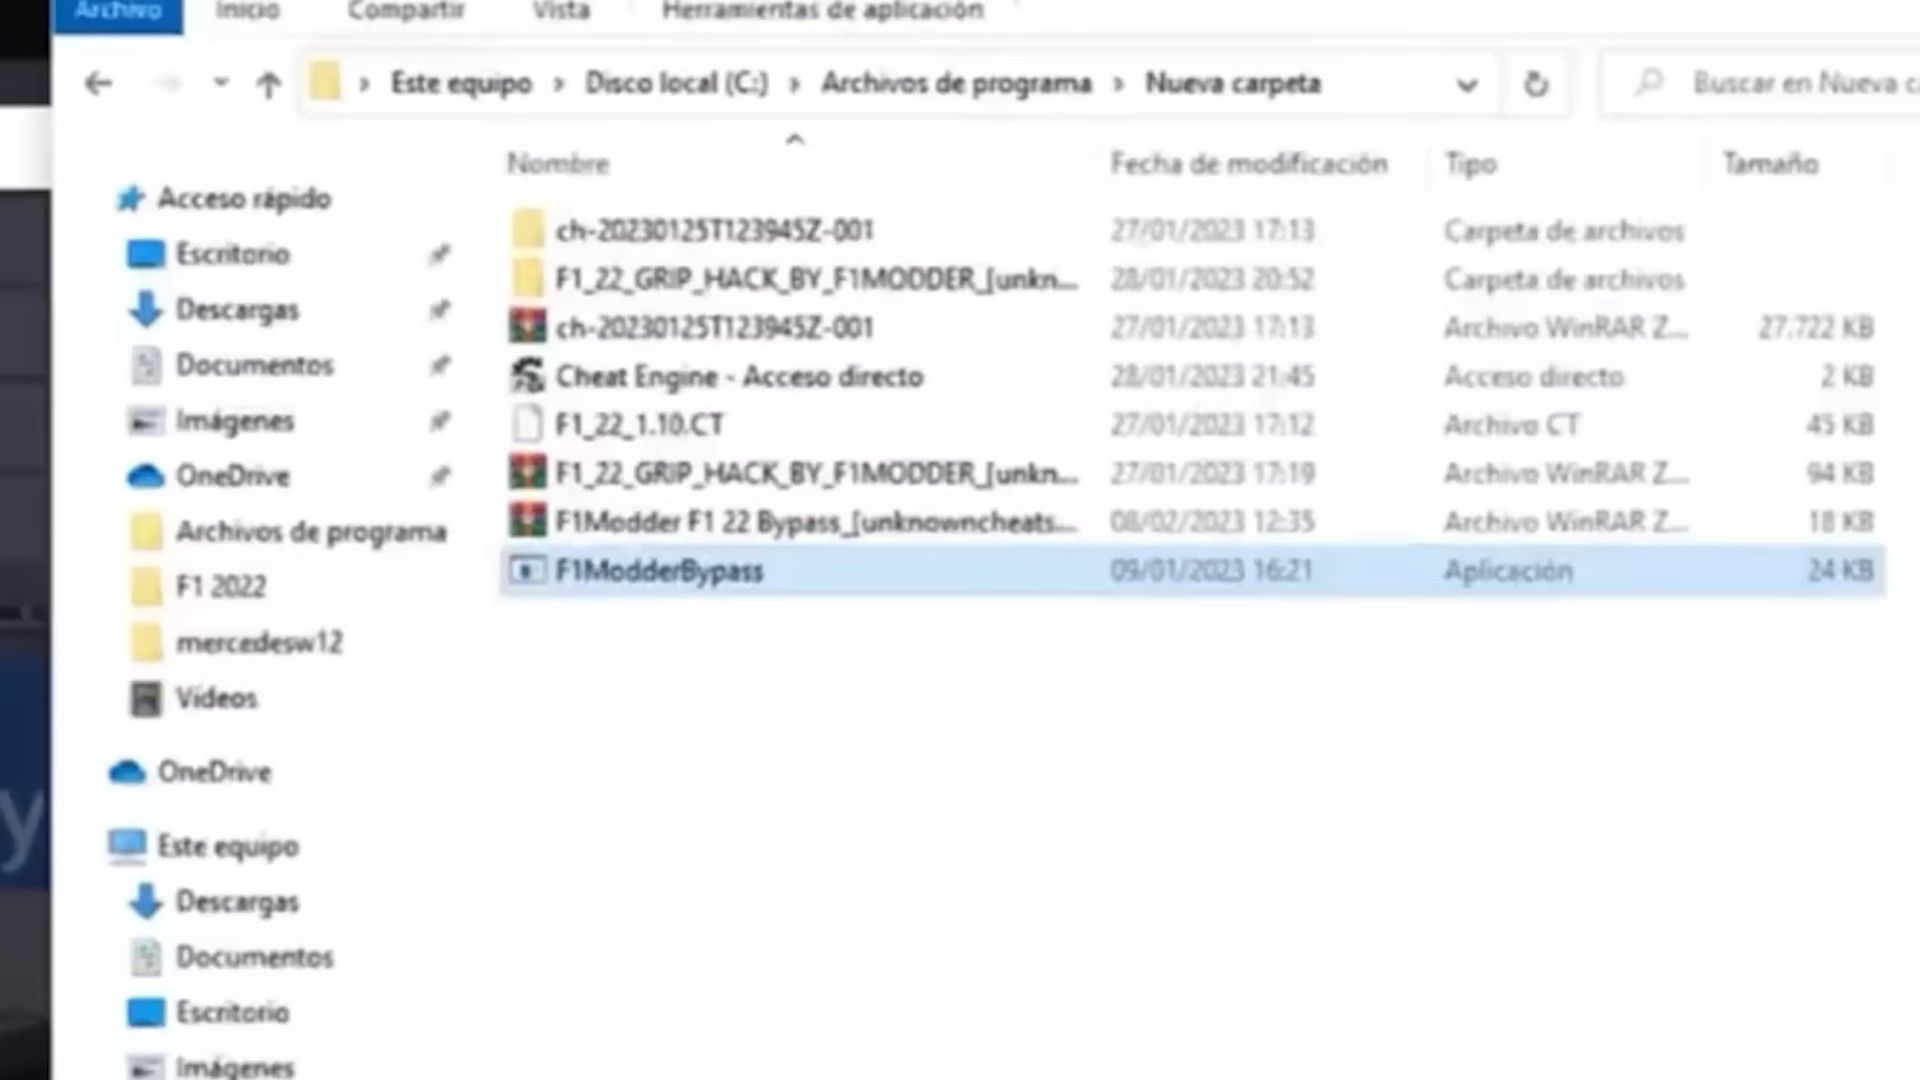 Archivo Inicio Compartir Vista Herramientas de aplicación
Este equipo > Disco local (C:) > Archivos de programa > Nueva carpeta
Buscar en Nueva c
Nombre Fecha de modificación Tipo Tamaño
Acceso rápido
Escritorio
Descargas
Documentos
Imágenes
OneDrive
Archivos de programa
F1 2022
mercedesw12
Vídeos
OneDrive
Este equipo
Descargas
Documentos
Escritorio
Imágenes
ch-20230125T123945Z-001 27/01/2023 17:13 Carpeta de archivos
F1_22_GRIP_HACK_BY_F1MODDER_[unkn... 28/01/2023 20:52 Carpeta de archivos
ch-20230125T123945Z-001 27/01/2023 17:13 Archivo WinRAR Z... 27.722 KB
Cheat Engine - Acceso directo 28/01/2023 21:45 Acceso directo 2 KB
F1_22_1.10.CT 27/01/2023 17:12 Archivo CT 45 KB
F1_22_GRIP_HACK_BY_F1MODDER_[unkn... 27/01/2023 17:19 Archivo WinRAR Z... 94 KB
F1Modder F1 22 Bypass_[unknowncheats... 08/02/2023 12:35 Archivo WinRAR Z... 18 KB
F1ModderBypass 09/01/2023 16:21 Aplicación 24 KB
y